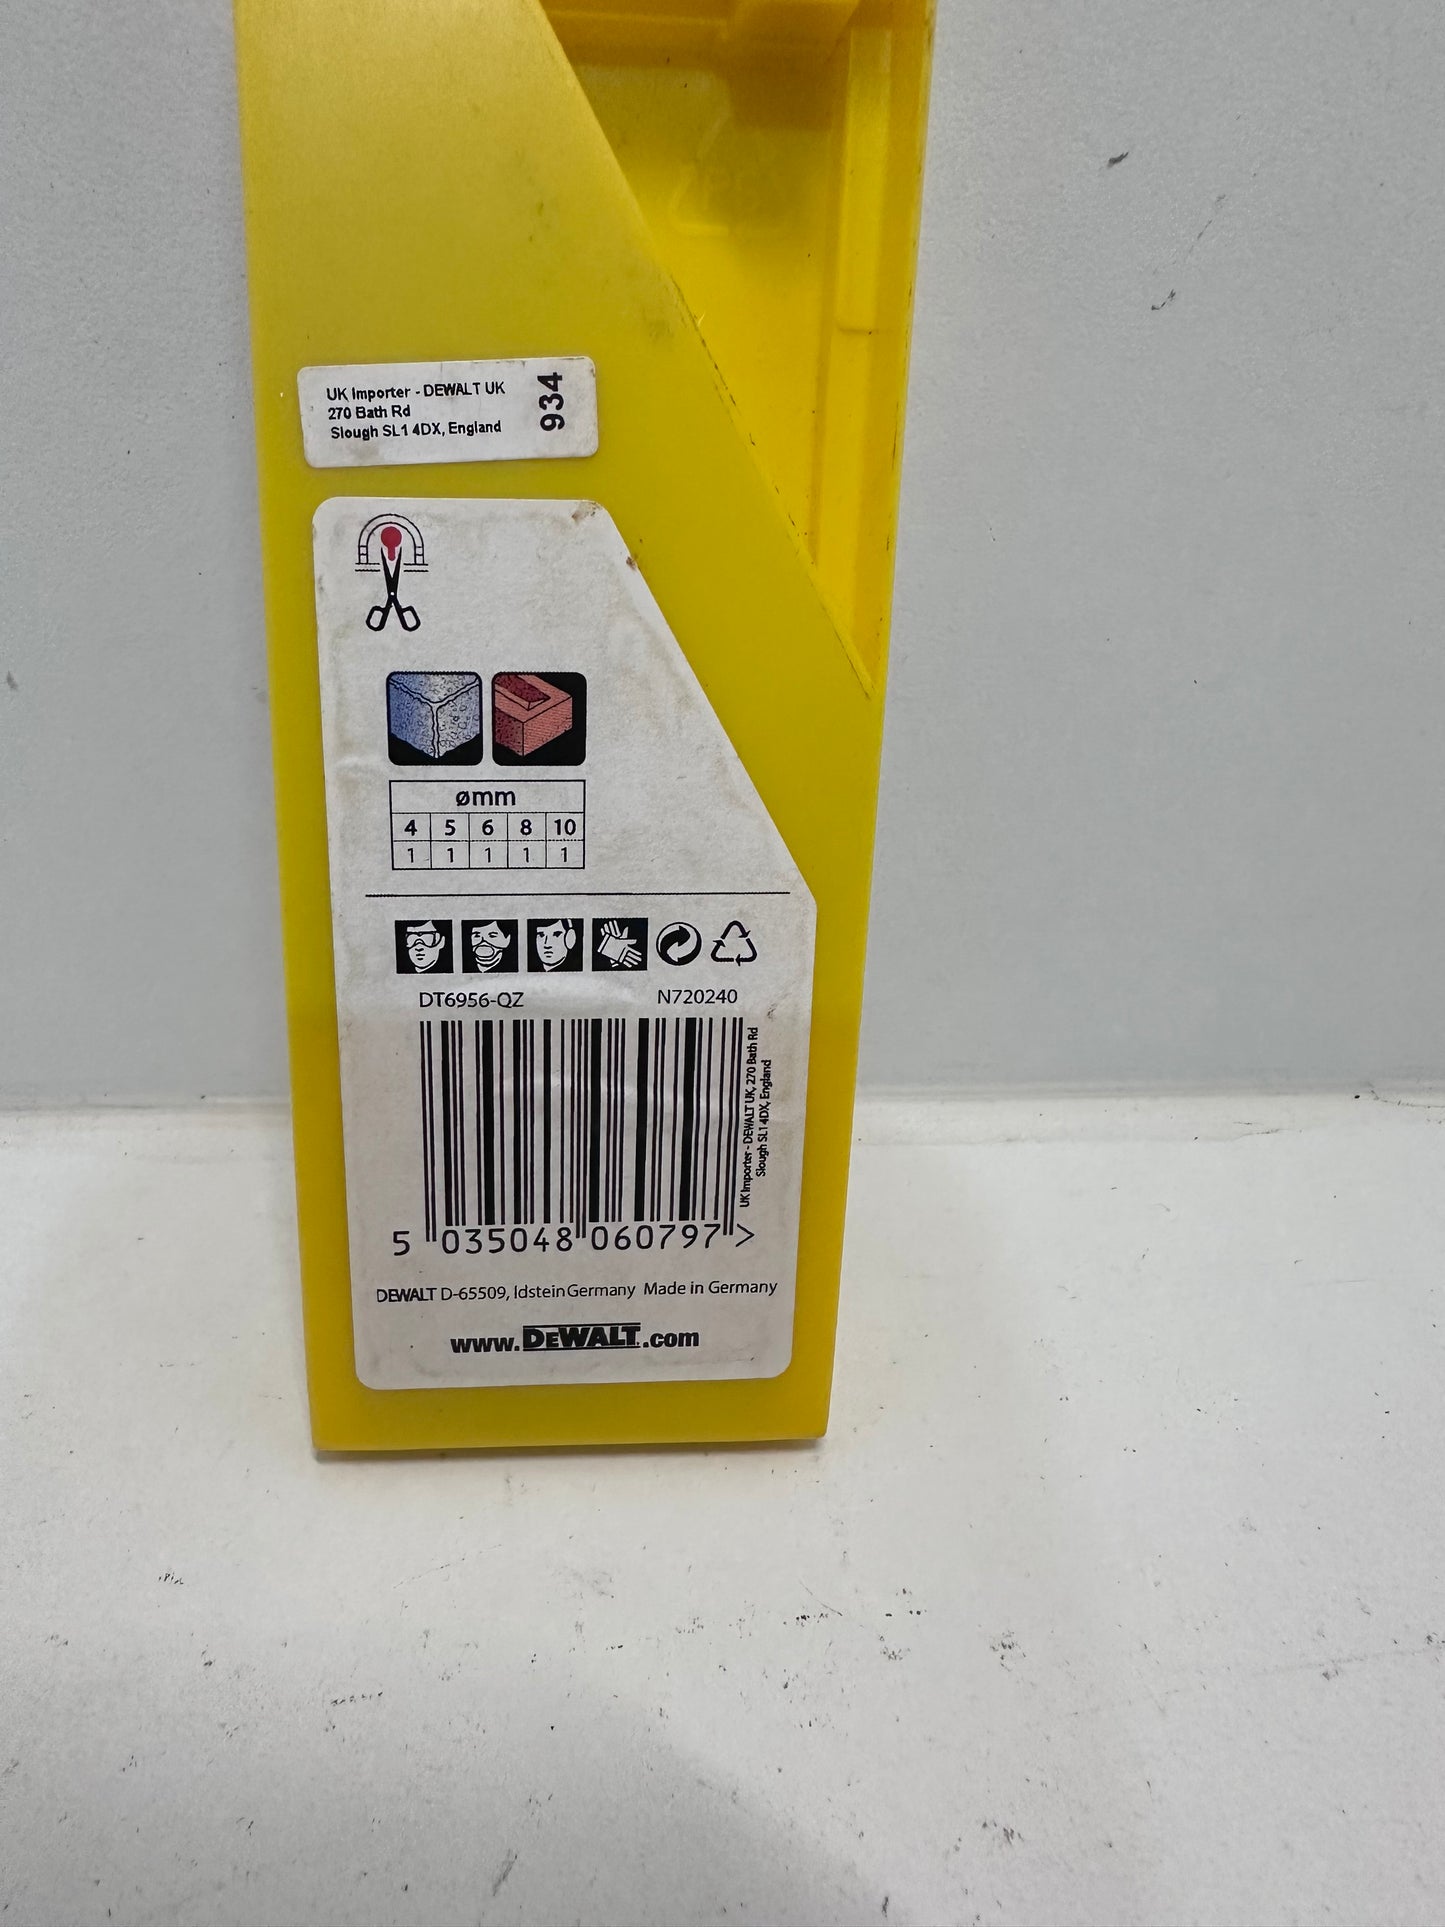 UK Importer - DEWALT UK
270 Bath Rd
Slough SL1 4DX, England
934
ømm
4 5 6 8 10
1 1 1 1 1
DT6956-QZ N720240
UK Importer - DEWALT UK, 270 Bath Rd
Slough SL1 4DX, England
5 035048 060797 >
DEWALT D-65509, Idstein Germany Made in Germany
www.DEWALT.com